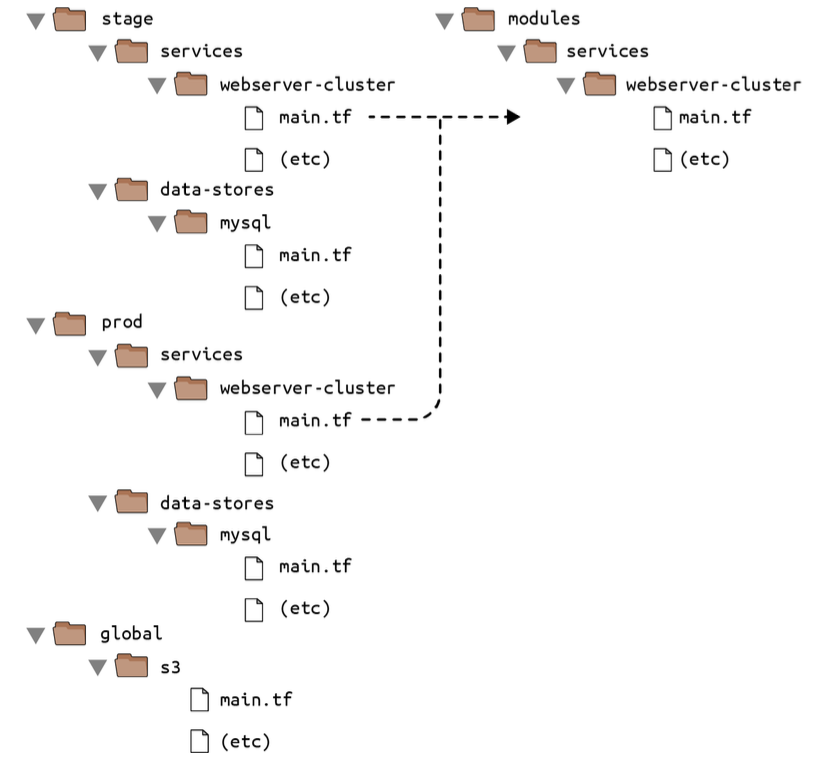 stage
services
webserver-cluster
main.tf
(etc)
data-stores
mysql
main.tf
(etc)
prod
services
webserver-cluster
main.tf
(etc)
data-stores
mysql
main.tf
(etc)
global
s3
main.tf
(etc)
modules
services
webserver-cluster
main.tf
(etc)